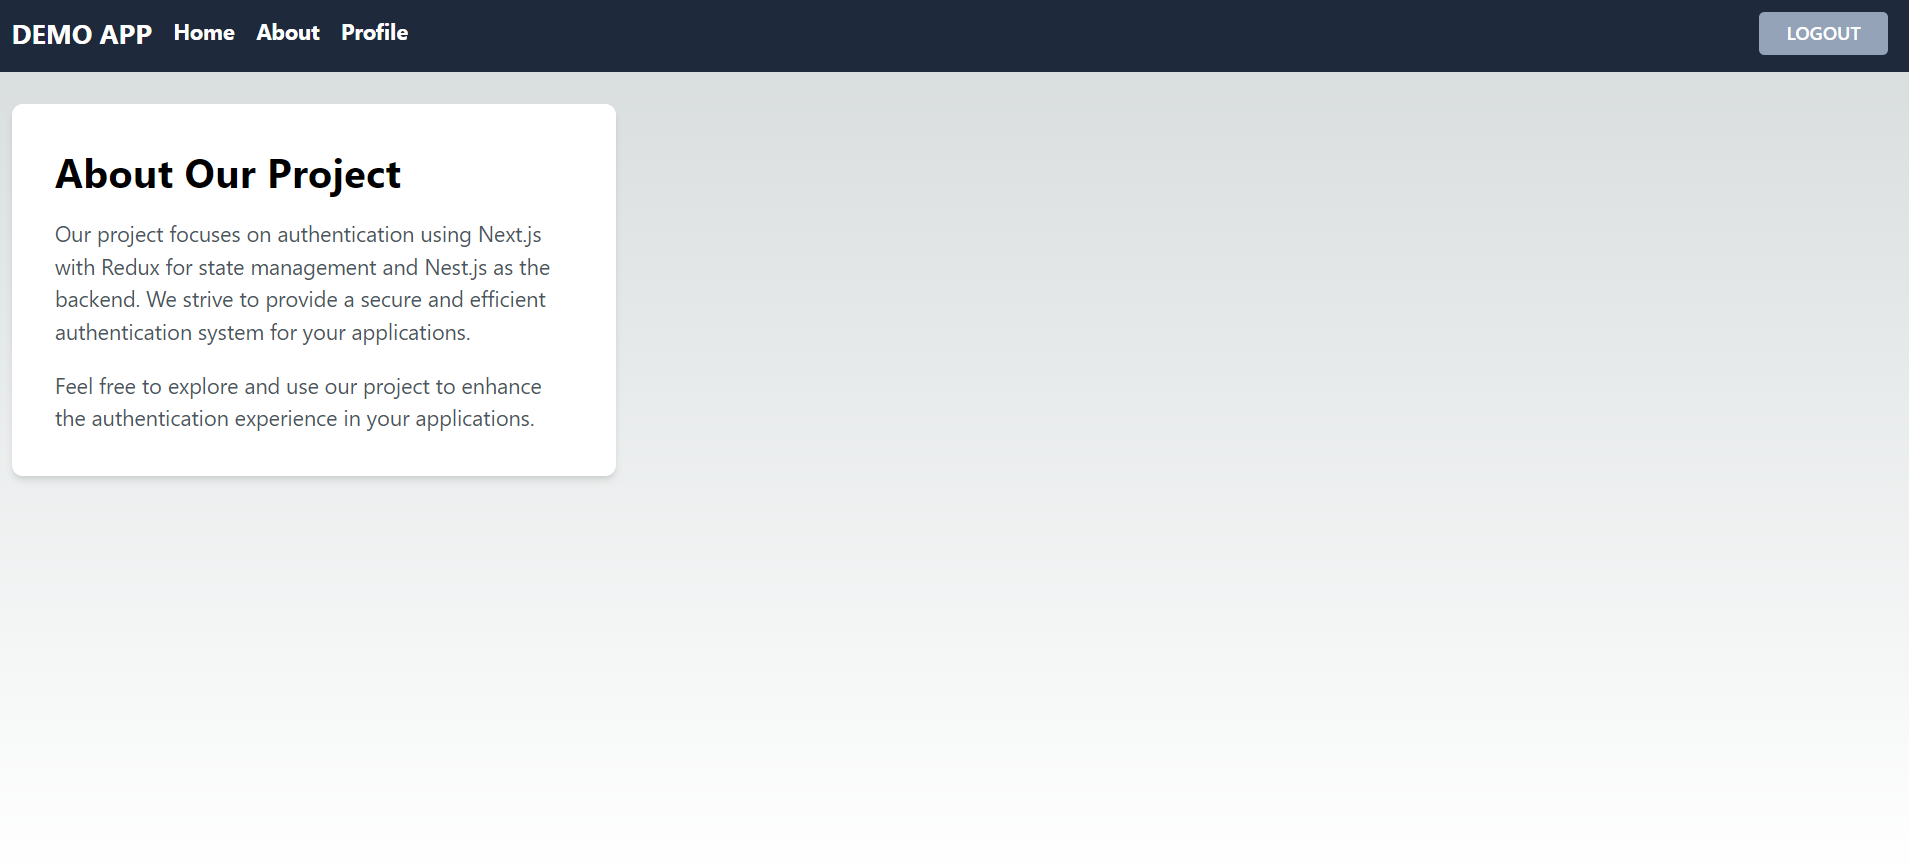 DEMO APP Home About Profile LOGOUT
About Our Project
Our project focuses on authentication using Next.js
with Redux for state management and Nest.js as the
backend. We strive to provide a secure and efficient
authentication system for your applications.
Feel free to explore and use our project to enhance
the authentication experience in your applications.